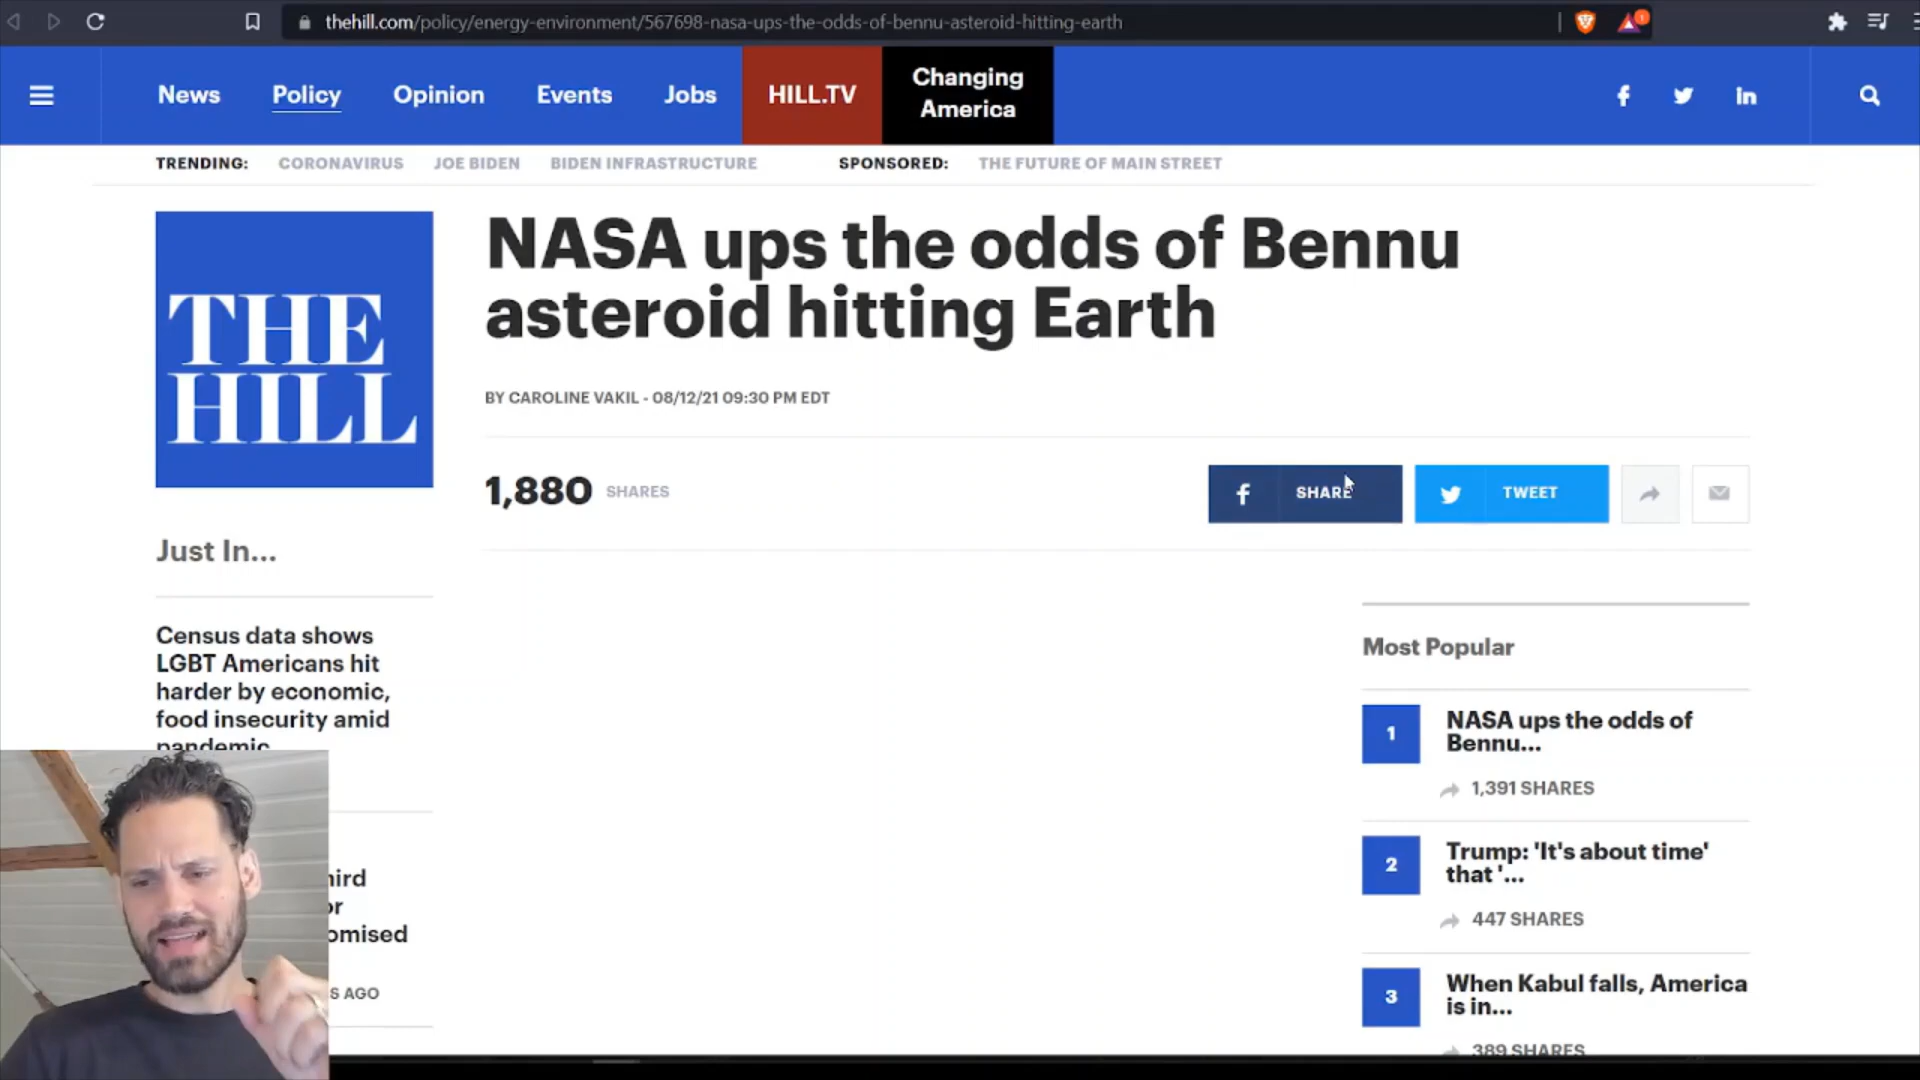 thehill.com/policy/energy-environment/567698-nasa-ups-the-odds-of-bennu-asteroid-hitting-earth
1
News
Policy
Opinion
Events
Jobs
HILL.TV
Changing
America
TRENDING:
CORONAVIRUS
JOE BIDEN
BIDEN INFRASTRUCTURE
SPONSORED:
THE FUTURE OF MAIN STREET
THE
HILL
NASA ups the odds of Bennu
asteroid hitting Earth
BY CAROLINE VAKIL - 08/12/21 09:30 PM EDT
1,880 SHARES
SHARE
TWEET
Just In...
Census data shows
LGBT Americans hit
harder by economic,
food insecurity amid
pandemic
omised
S AGO
Most Popular
1
NASA ups the odds of
Bennu...
1,391 SHARES
2
Trump: 'It's about time'
that '...
447 SHARES
3
When Kabul falls, America
is in...
389 SHARES